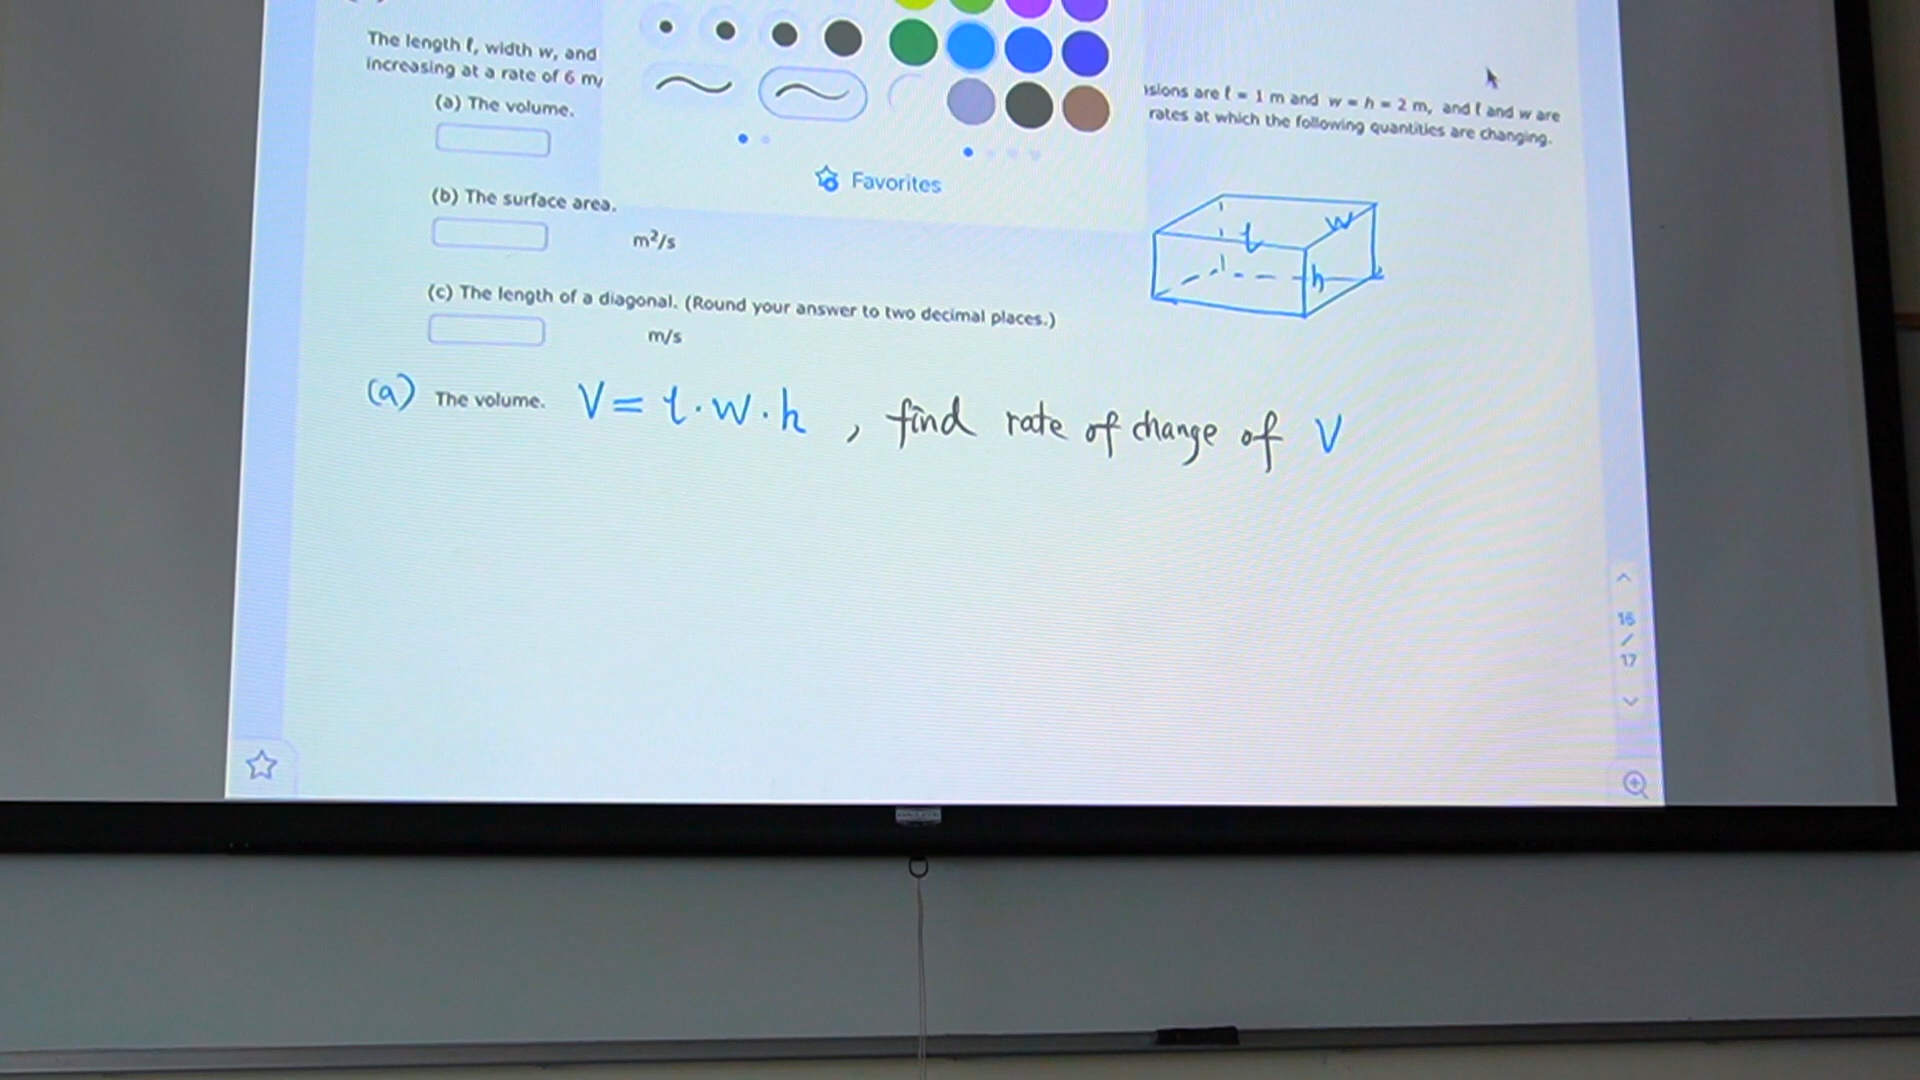 The length ℓ, width w, and
increasing at a rate of 6 m/
sions are ℓ = 1 m and w = h = 2 m, and ℓ and w are
rates at which the following quantities are changing.
(a) The volume.
Favorites
(b) The surface area.
m²/s
ℓ
w
h
(c) The length of a diagonal. (Round your answer to two decimal places.)
m/s
(a) The volume. V = ℓ · w · h , find rate of change of V
16
/
17